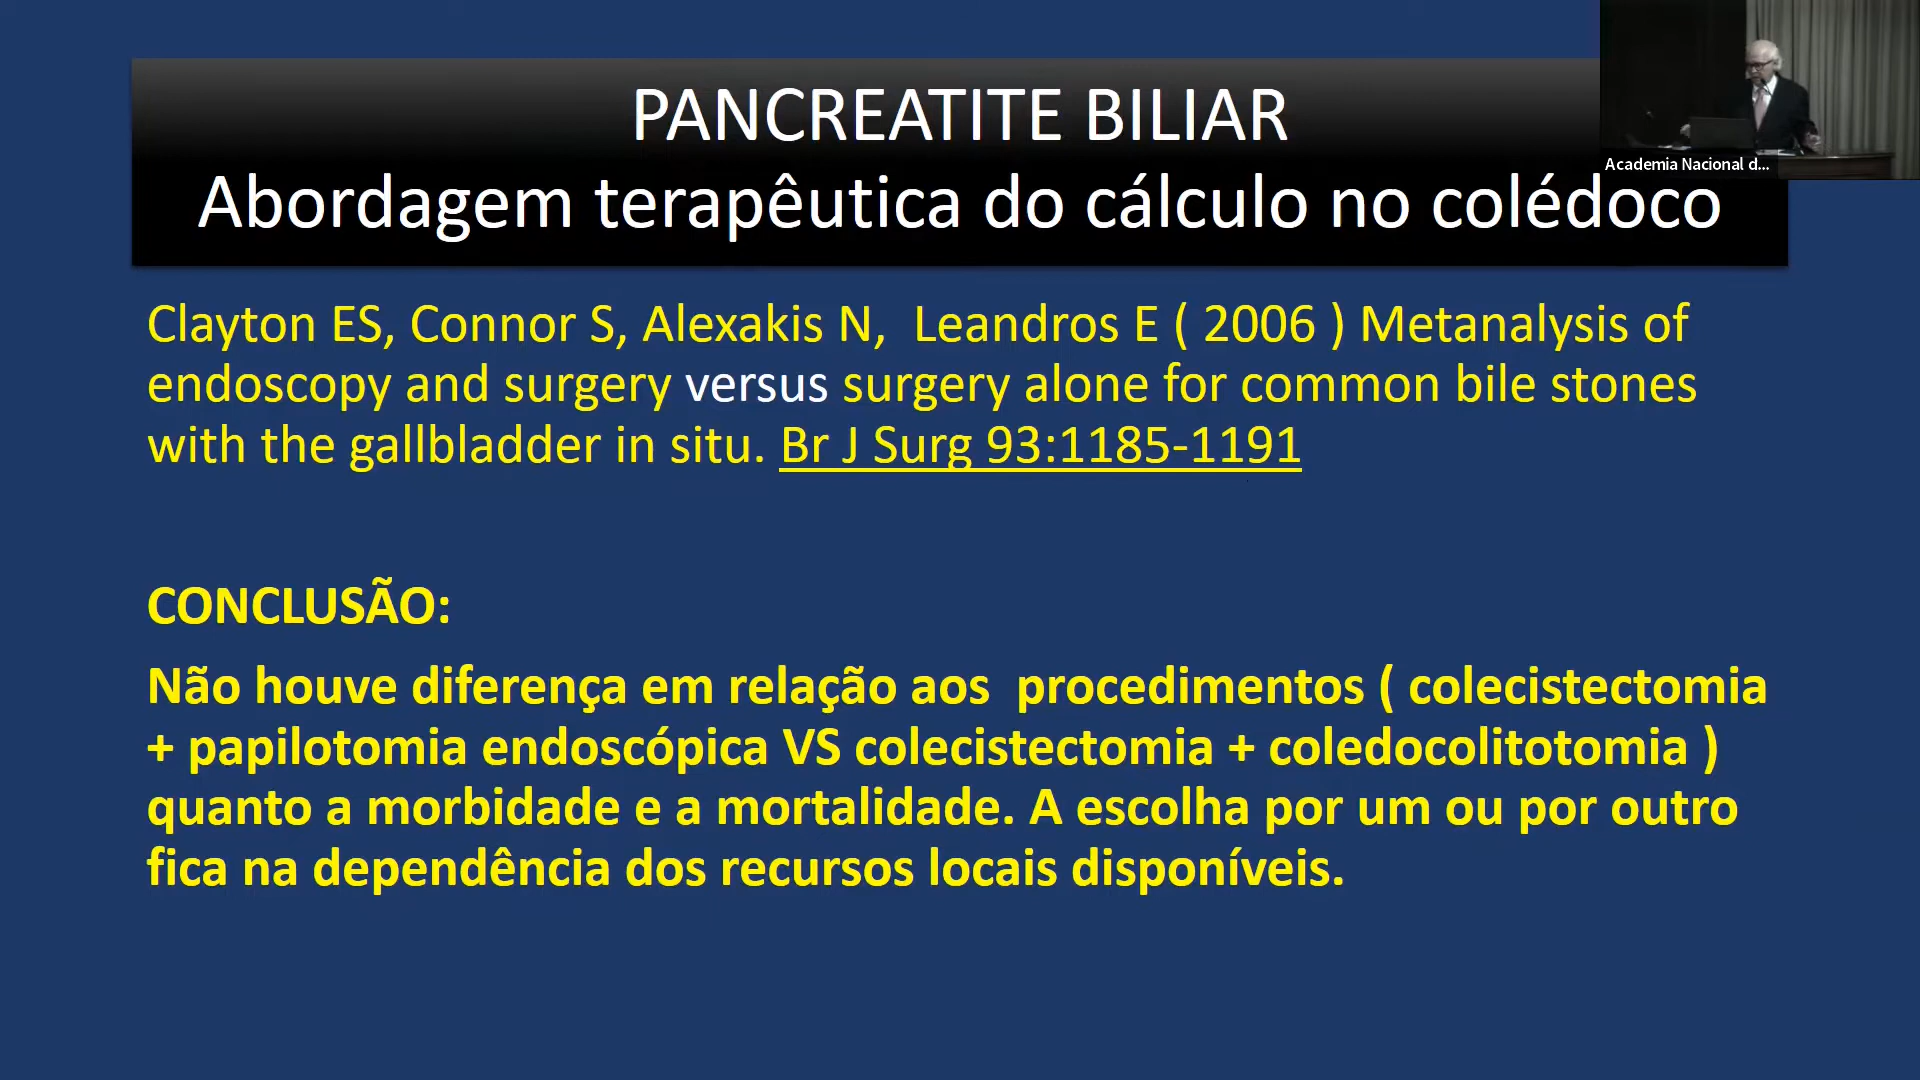 PANCREATITE BILIAR
Academia Nacional d...
Abordagem terapêutica do cálculo no colédoco
Clayton ES, Connor S, Alexakis N,  Leandros E ( 2006 ) Metanalysis of
endoscopy and surgery versus surgery alone for common bile stones
with the gallbladder in situ. Br J Surg 93:1185-1191
CONCLUSÃO:
Não houve diferença em relação aos  procedimentos ( colecistectomia
+ papilotomia endoscópica VS colecistectomia + coledocolitotomia )
quanto a morbidade e a mortalidade. A escolha por um ou por outro
fica na dependência dos recursos locais disponíveis.